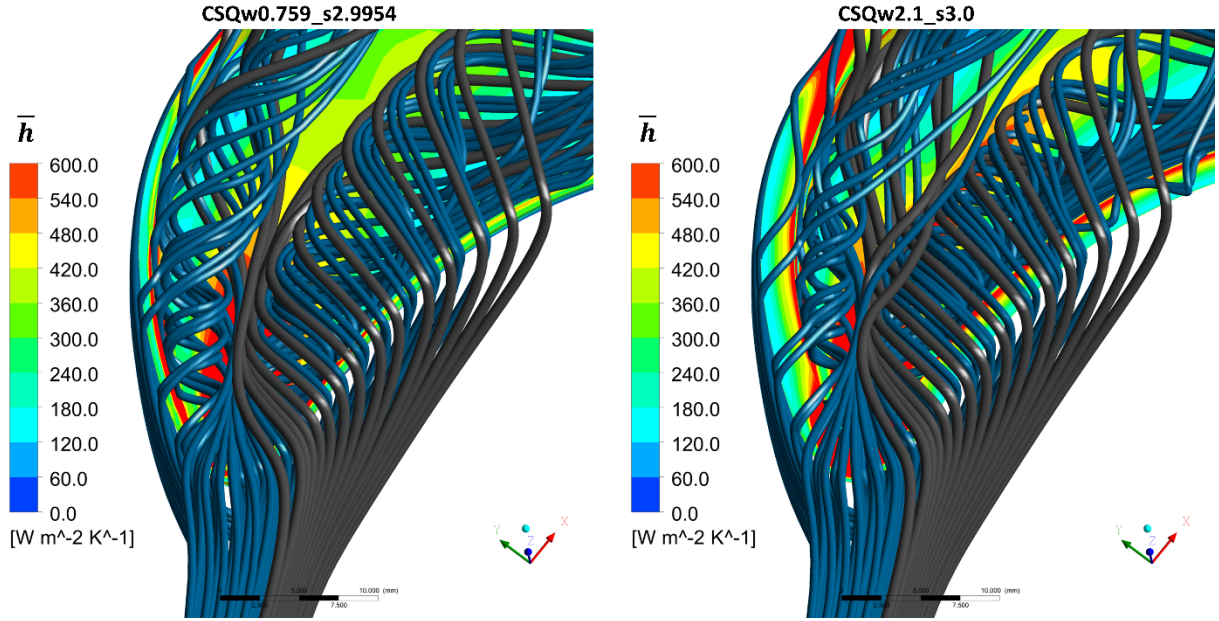 CSQw0.759_s2.9954
h
600.0
540.0
480.0
420.0
360.0
300.0
240.0
180.0
120.0
60.0
0.0
[W m^-2 K^-1]
Y
Z
X
5.000
10.000 (mm)
2.500
7.500
CSQw2.1_s3.0
h
600.0
540.0
480.0
420.0
360.0
300.0
240.0
180.0
120.0
60.0
0.0
[W m^-2 K^-1]
Y
Z
X
5.000
10.000 (mm)
2.500
7.500